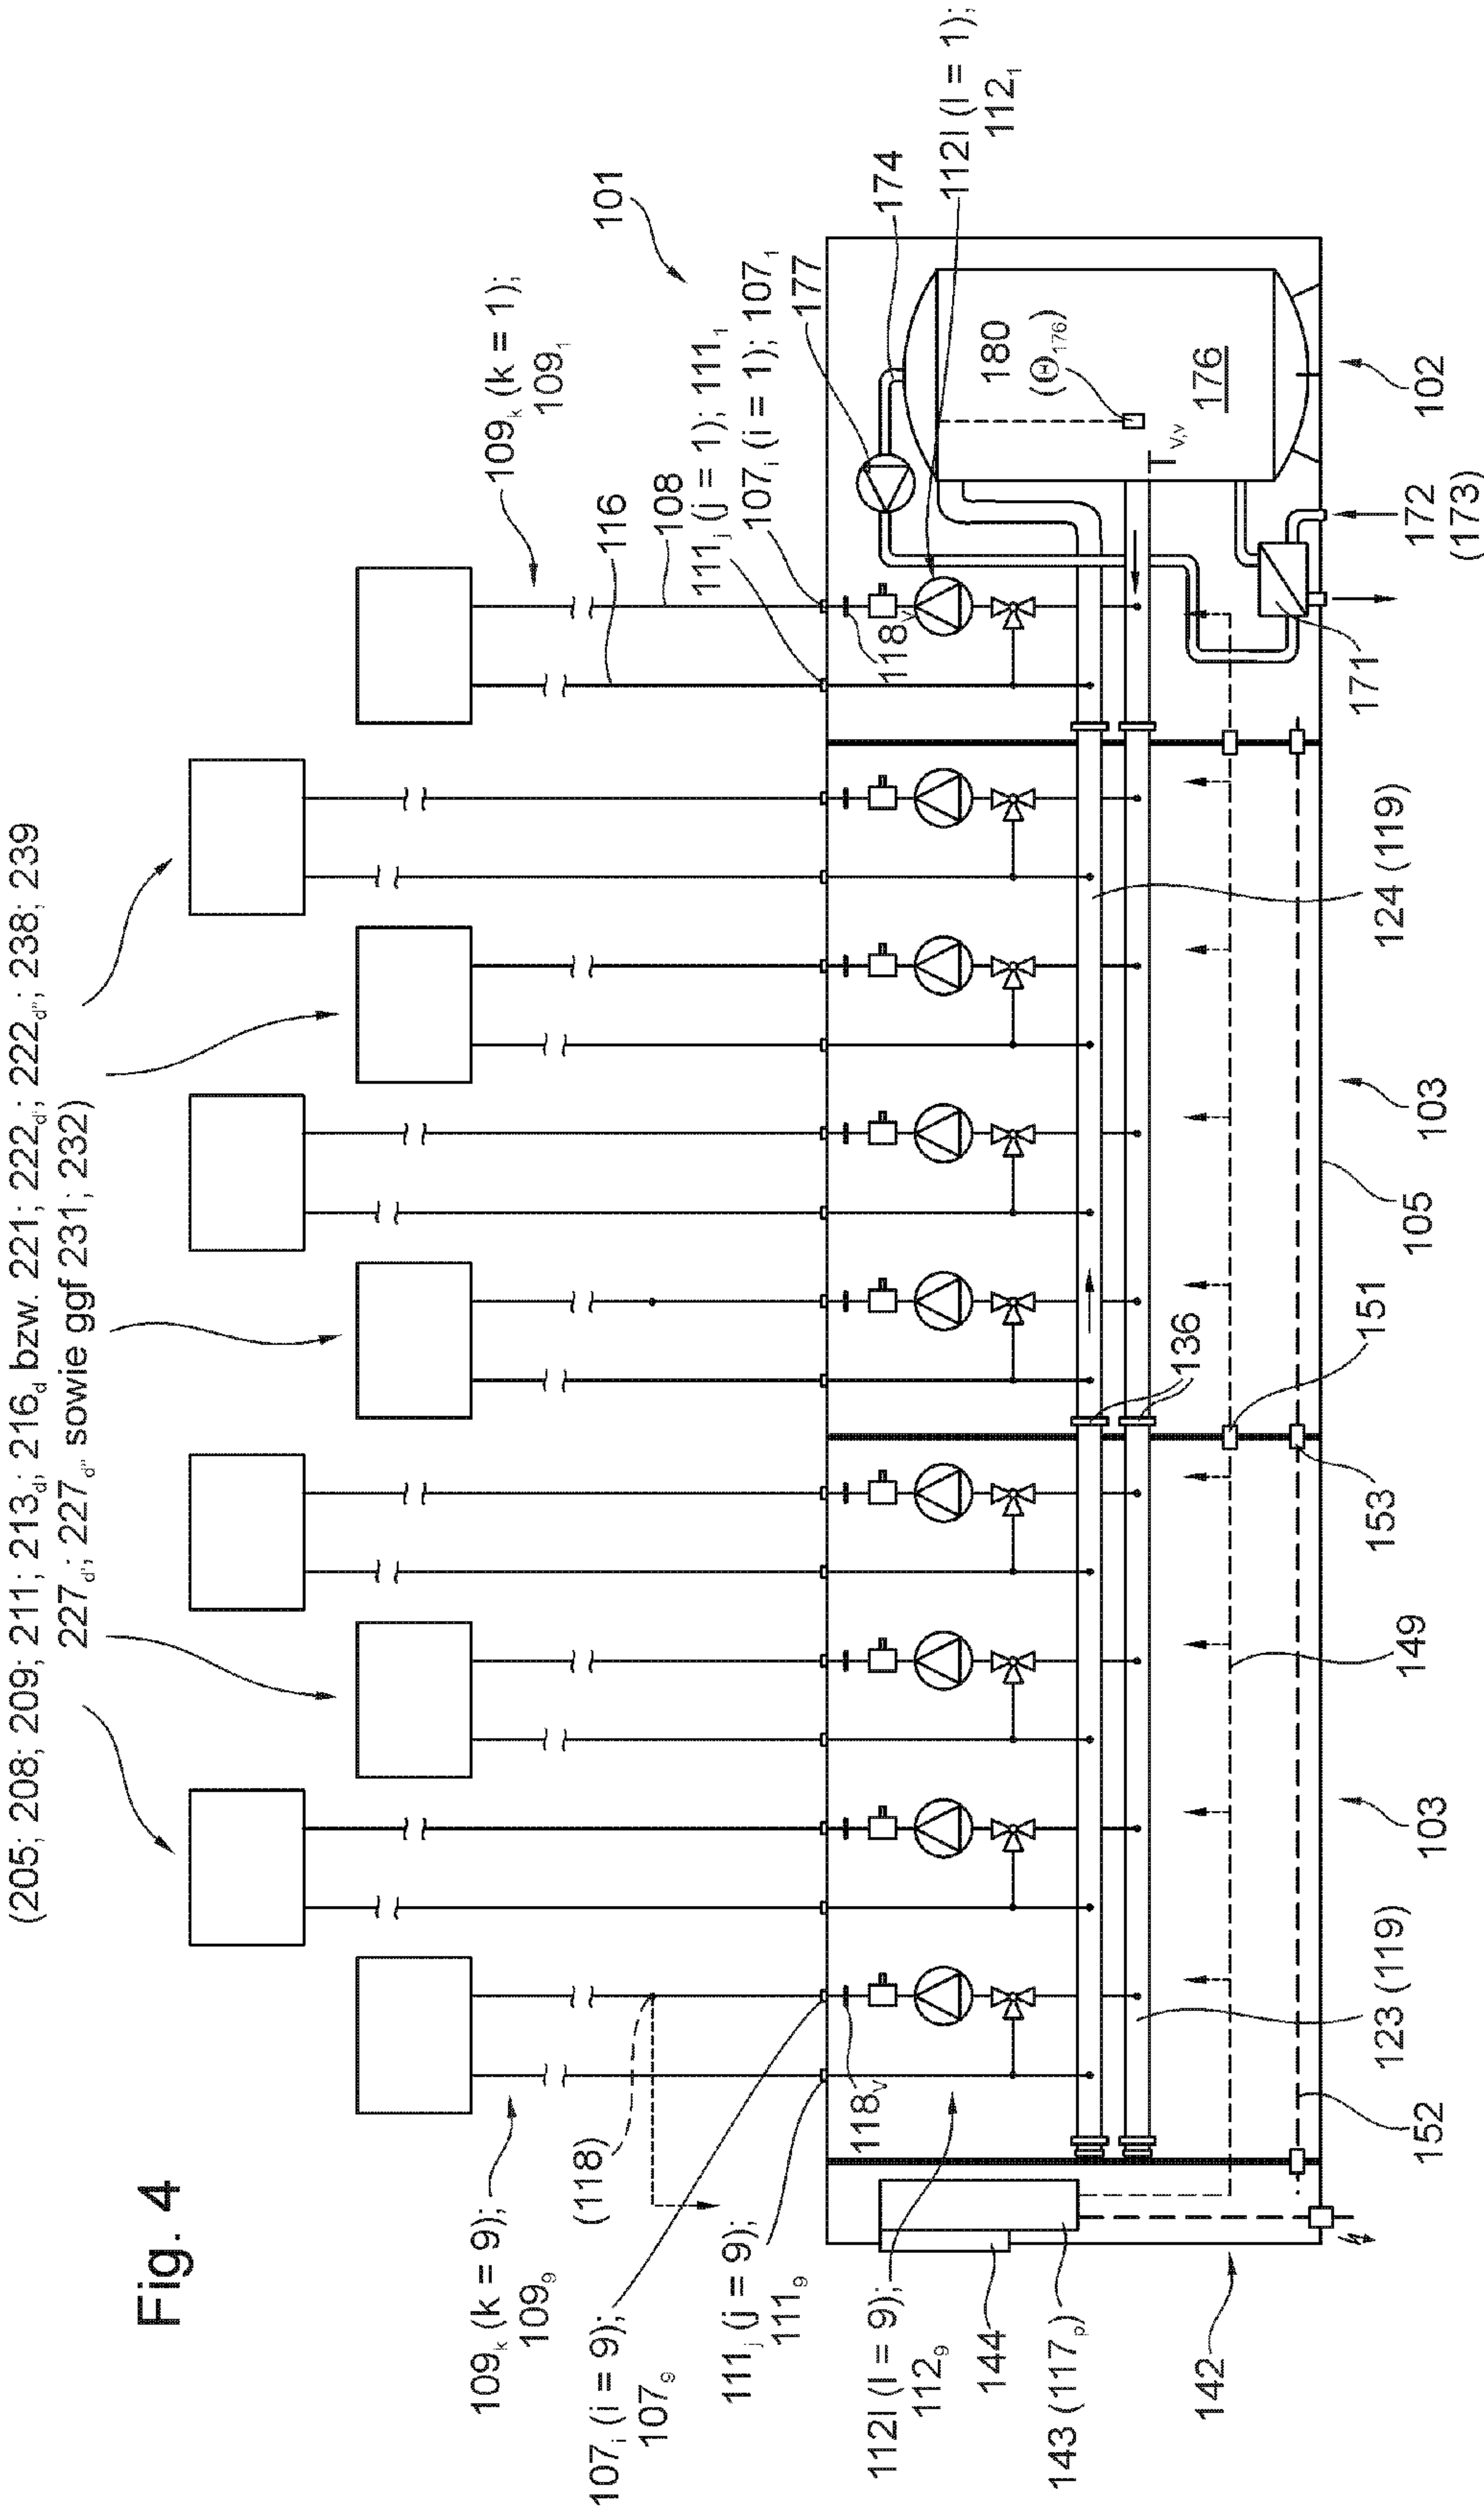 Fig. 4
(205; 208; 209; 211; 213d; 216d bzw. 221; 222d'; 222d''; 238; 239
227d'; 227d'' sowie ggf 231; 232)
109k (k = 9);
109₉
(118)
107i (i = 9);
107₉
111j (j = 9);
111₉
118v
112l (l = 9);
112₉
144
143 (117p)
142
101
109k (k = 1);
109₁
116
108
111j (j = 1); 111₁
107i (i = 1); 107₁
177
174
112l (l = 1);
112₁
118v
180
(Θ₁₇₆)
176
Tv,v
136
124 (119)
123 (119)
152
103
149
153
151
105
103
171
172
(173)
102